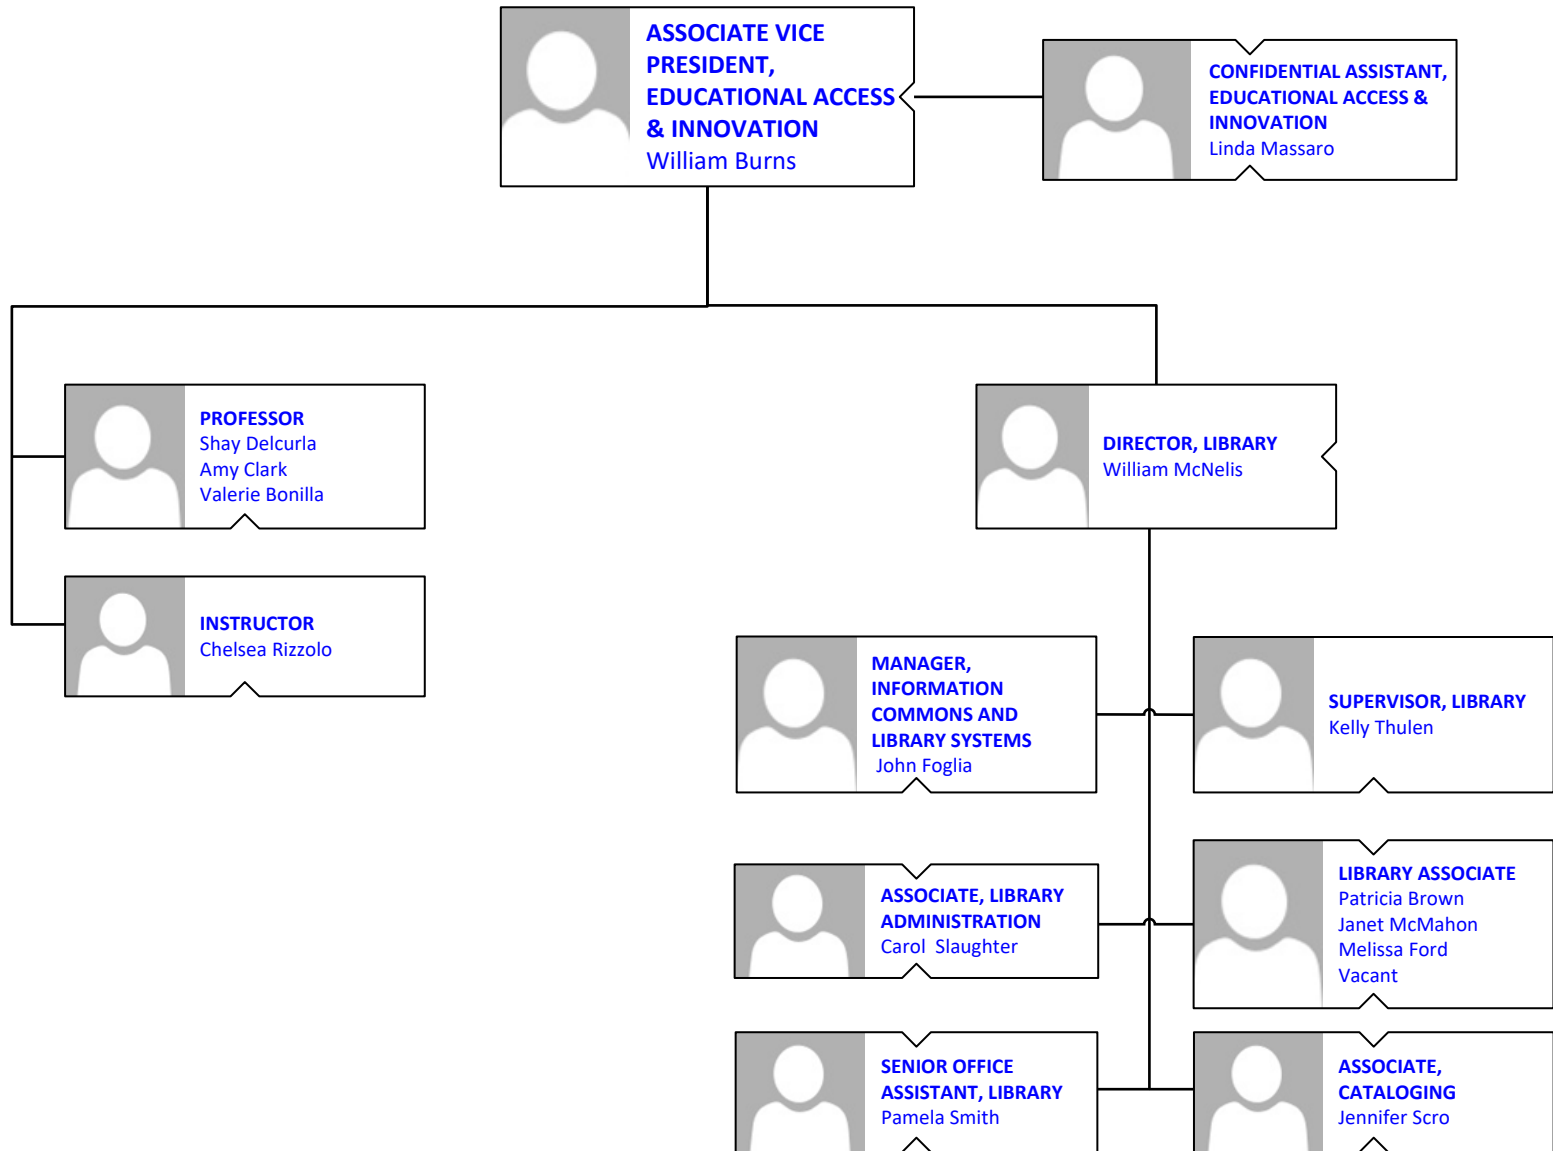 ASSOCIATE VICE
PRESIDENT,
EDUCATIONAL ACCESS
& INNOVATION
William Burns
CONFIDENTIAL ASSISTANT,
EDUCATIONAL ACCESS &
INNOVATION
Linda Massaro
PROFESSOR
Shay Delcurla
Amy Clark
Valerie Bonilla
DIRECTOR, LIBRARY
William McNelis
INSTRUCTOR
Chelsea Rizzolo
MANAGER,
INFORMATION
COMMONS AND
LIBRARY SYSTEMS
John Foglia
SUPERVISOR, LIBRARY
Kelly Thulen
ASSOCIATE, LIBRARY
ADMINISTRATION
Carol  Slaughter
LIBRARY ASSOCIATE
Patricia Brown
Janet McMahon
Melissa Ford
Vacant
SENIOR OFFICE
ASSISTANT, LIBRARY
Pamela Smith
ASSOCIATE,
CATALOGING
Jennifer Scro